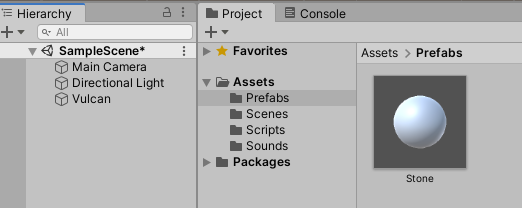 Hierarchy
All
SampleScene*
Main Camera
Directional Light
Vulcan
Project
Console
Favorites
Assets
Prefabs
Scenes
Scripts
Sounds
Packages
Assets > Prefabs
Stone